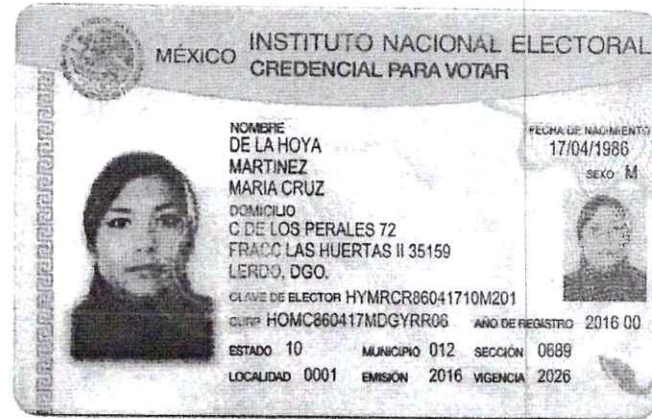 MÉXICO INSTITUTO NACIONAL ELECTORAL
CREDENCIAL PARA VOTAR
NOMBRE
DE LA HOYA
MARTINEZ
MARIA CRUZ
FECHA DE NACIMIENTO
17/04/1986
SEXO M
DOMICILIO
C DE LOS PERALES 72
FRACC LAS HUERTAS II 35159
LERDO, DGO.
CLAVE DE ELECTOR HYMRCR86041710M201
CURP HOMC860417MDGYRR06 AÑO DE REGISTRO 2016 00
ESTADO 10 MUNICIPIO 012 SECCIÓN 0689
LOCALIDAD 0001 EMISIÓN 2016 VIGENCIA 2026